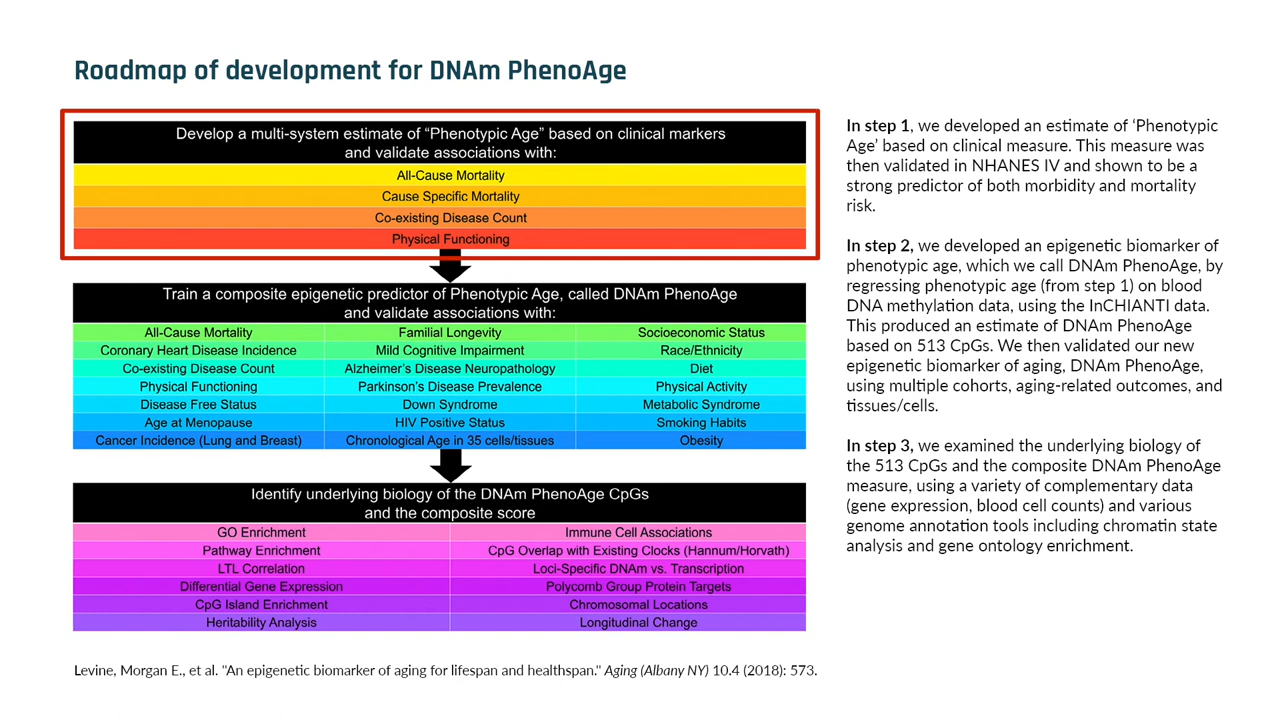 Roadmap of development for DNAm PhenoAge
Develop a multi-system estimate of “Phenotypic Age” based on clinical markers
and validate associations with:
All-Cause Mortality
Cause Specific Mortality
Co-existing Disease Count
Physical Functioning
Train a composite epigenetic predictor of Phenotypic Age, called DNAm PhenoAge
and validate associations with:
All-Cause Mortality Familial Longevity Socioeconomic Status
Coronary Heart Disease Incidence Mild Cognitive Impairment Race/Ethnicity
Co-existing Disease Count Alzheimer’s Disease Neuropathology Diet
Physical Functioning Parkinson’s Disease Prevalence Physical Activity
Disease Free Status Down Syndrome Metabolic Syndrome
Age at Menopause HIV Positive Status Smoking Habits
Cancer Incidence (Lung and Breast) Chronological Age in 35 cells/tissues Obesity
Identify underlying biology of the DNAm PhenoAge CpGs
and the composite score
GO Enrichment Immune Cell Associations
Pathway Enrichment CpG Overlap with Existing Clocks (Hannum/Horvath)
LTL Correlation Loci-Specific DNAm vs. Transcription
Differential Gene Expression Polycomb Group Protein Targets
CpG Island Enrichment Chromosomal Locations
Heritability Analysis Longitudinal Change
In step 1, we developed an estimate of ‘Phenotypic
Age’ based on clinical measure. This measure was
then validated in NHANES IV and shown to be a
strong predictor of both morbidity and mortality
risk.
In step 2, we developed an epigenetic biomarker of
phenotypic age, which we call DNAm PhenoAge, by
regressing phenotypic age (from step 1) on blood
DNA methylation data, using the InCHIANTI data.
This produced an estimate of DNAm PhenoAge
based on 513 CpGs. We then validated our new
epigenetic biomarker of aging, DNAm PhenoAge,
using multiple cohorts, aging-related outcomes, and
tissues/cells.
In step 3, we examined the underlying biology of
the 513 CpGs and the composite DNAm PhenoAge
measure, using a variety of complementary data
(gene expression, blood cell counts) and various
genome annotation tools including chromatin state
analysis and gene ontology enrichment.
Levine, Morgan E., et al. "An epigenetic biomarker of aging for lifespan and healthspan." Aging (Albany NY) 10.4 (2018): 573.